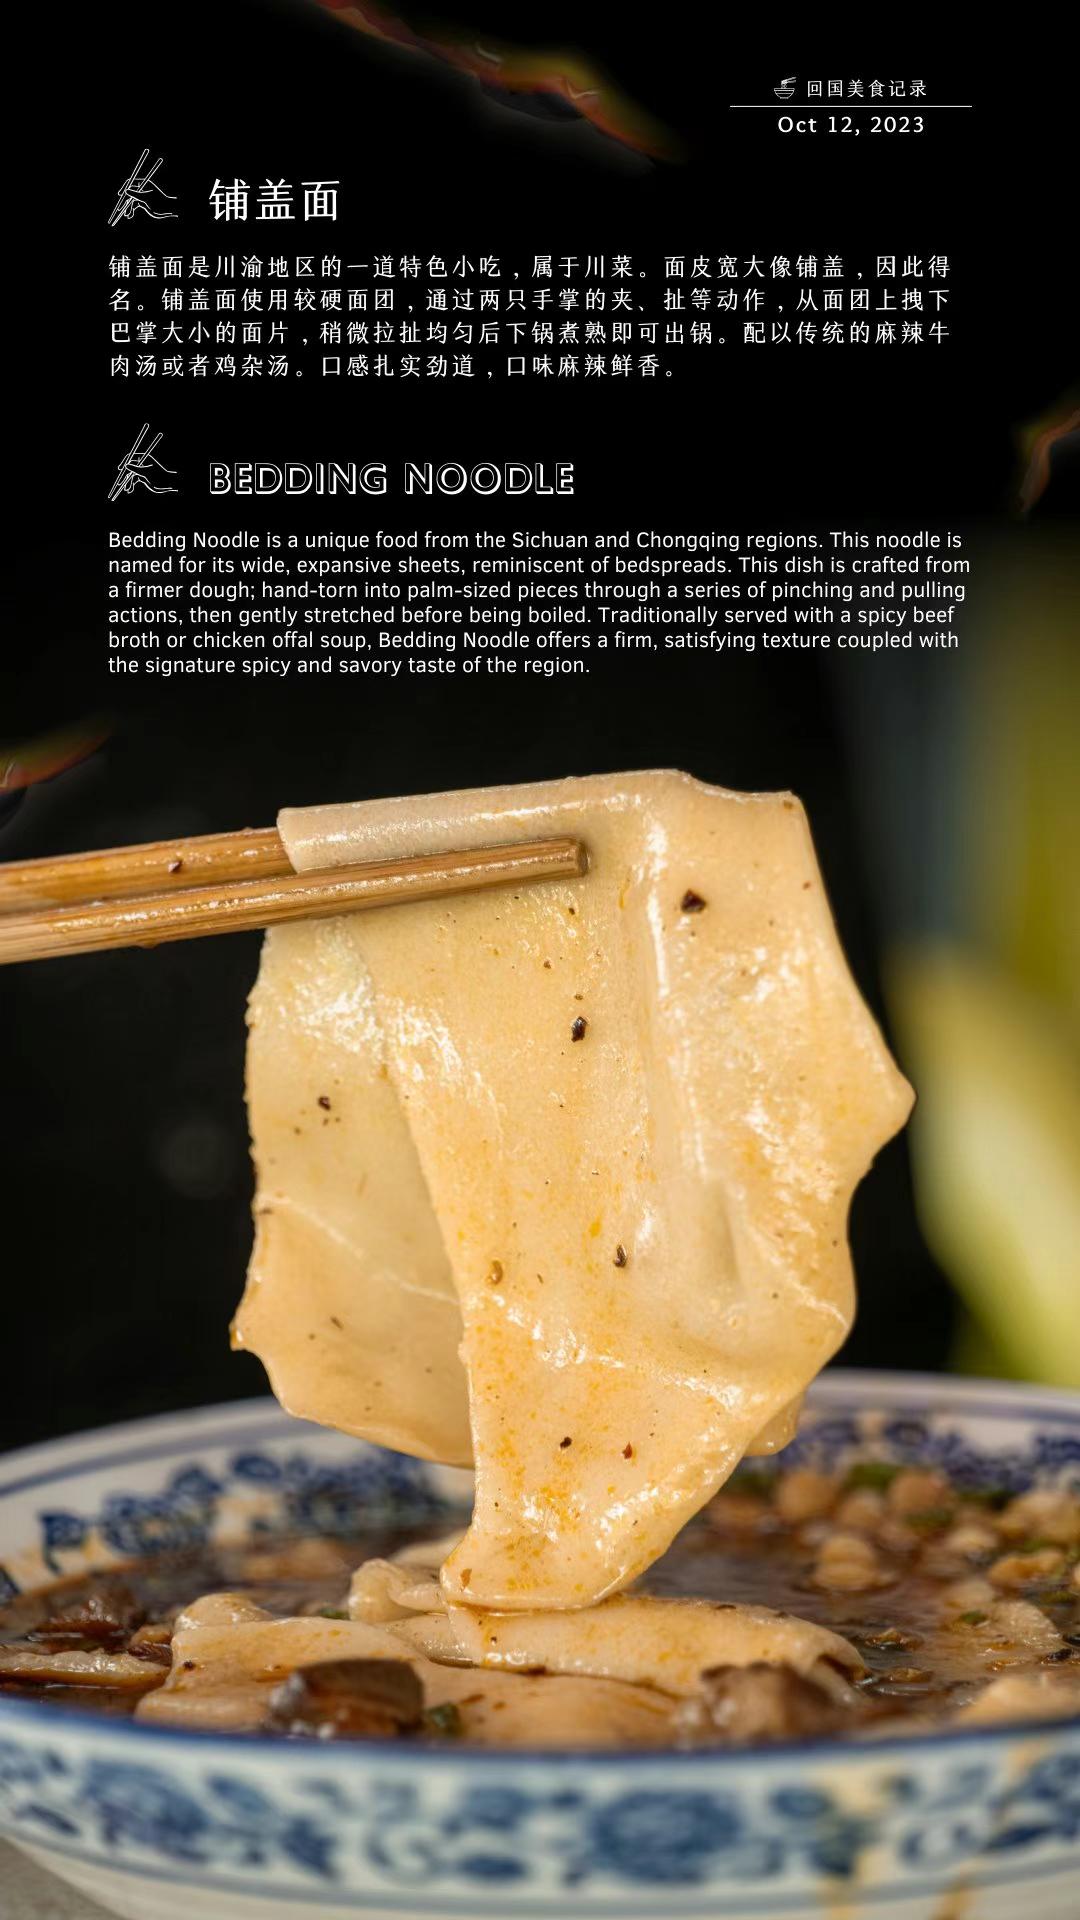 回国美食记录
Oct 12, 2023
铺盖面
铺盖面是川渝地区的一道特色小吃，属于川菜。面皮宽大像铺盖，因此得
名。铺盖面使用较硬面团，通过两只手掌的夹、扯等动作，从面团上拽下
巴掌大小的面片，稍微拉扯均匀后下锅煮熟即可出锅。配以传统的麻辣牛
肉汤或者鸡杂汤。口感扎实劲道，口味麻辣鲜香。
BEDDING NOODLE
Bedding Noodle is a unique food from the Sichuan and Chongqing regions. This noodle is
named for its wide, expansive sheets, reminiscent of bedspreads. This dish is crafted from
a firmer dough; hand-torn into palm-sized pieces through a series of pinching and pulling
actions, then gently stretched before being boiled. Traditionally served with a spicy beef
broth or chicken offal soup, Bedding Noodle offers a firm, satisfying texture coupled with
the signature spicy and savory taste of the region.